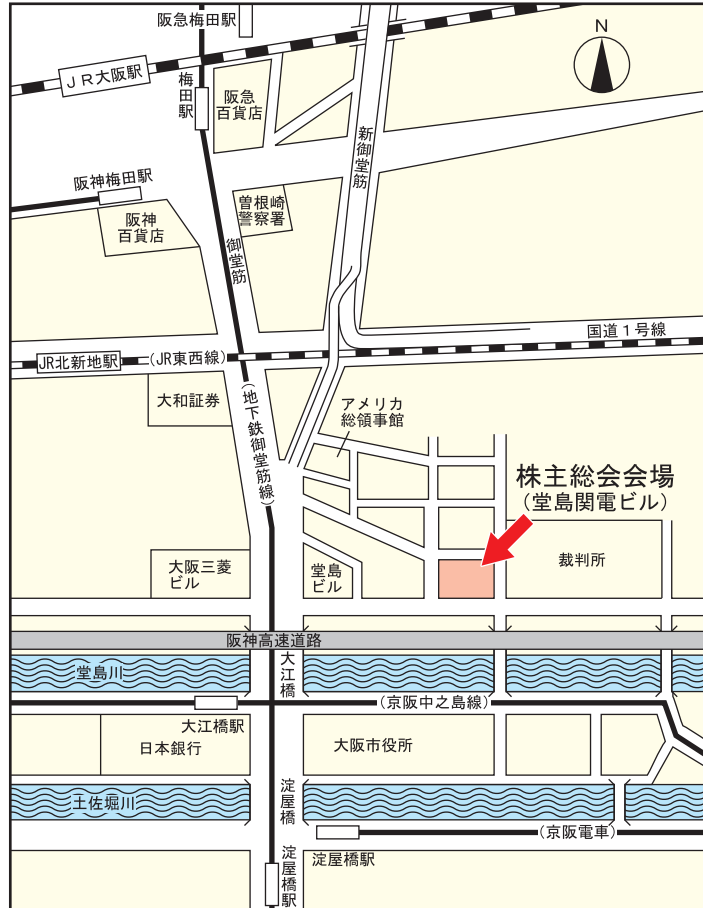 阪急梅田駅
N
JR大阪駅
梅田駅
阪急
百貨店
新御堂筋
阪神梅田駅
曽根崎
警察署
阪神
百貨店
御堂筋
国道1号線
JR北新地駅
(JR東西線)
大和証券
(地下鉄御堂筋線)
アメリカ
総領事館
株主総会会場
(堂島関電ビル)
大阪三菱
ビル
堂島
ビル
裁判所
阪神高速道路
堂島川
大江橋
(京阪中之島線)
大江橋駅
日本銀行
大阪市役所
土佐堀川
淀屋橋
(京阪電車)
淀屋橋駅
淀屋橋駅